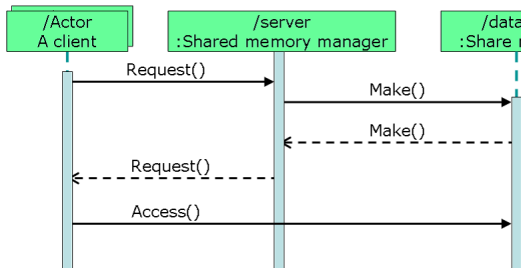 /Actor
A client
/server
:Shared memory manager
/data
:Share
Request()
Make()
Make()
Request()
Access()